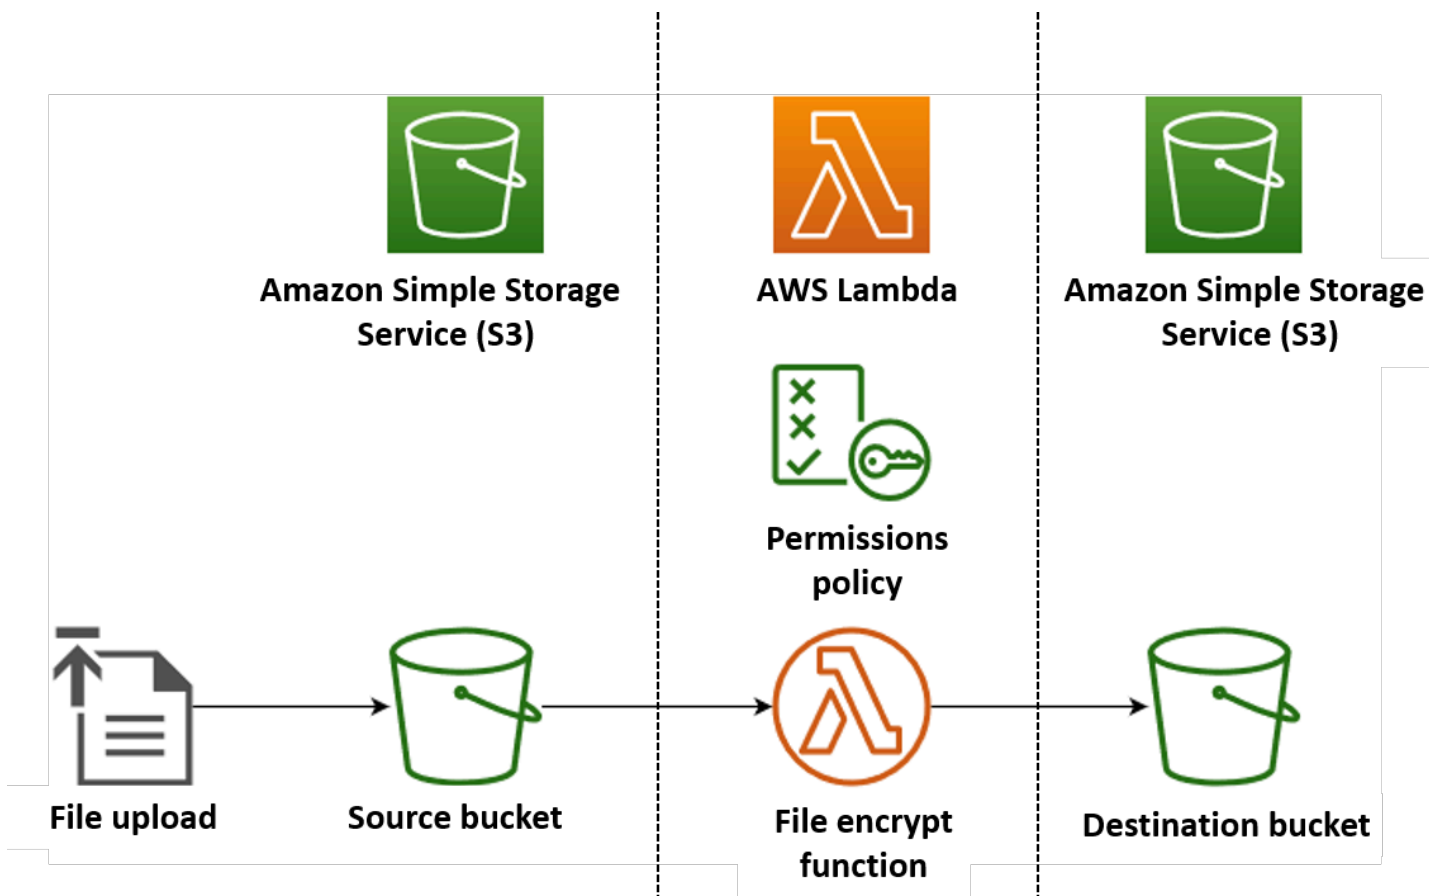 Amazon Simple Storage
Service (S3)
AWS Lambda
Amazon Simple Storage
Service (S3)
Permissions
policy
File upload
Source bucket
File encrypt
function
Destination bucket